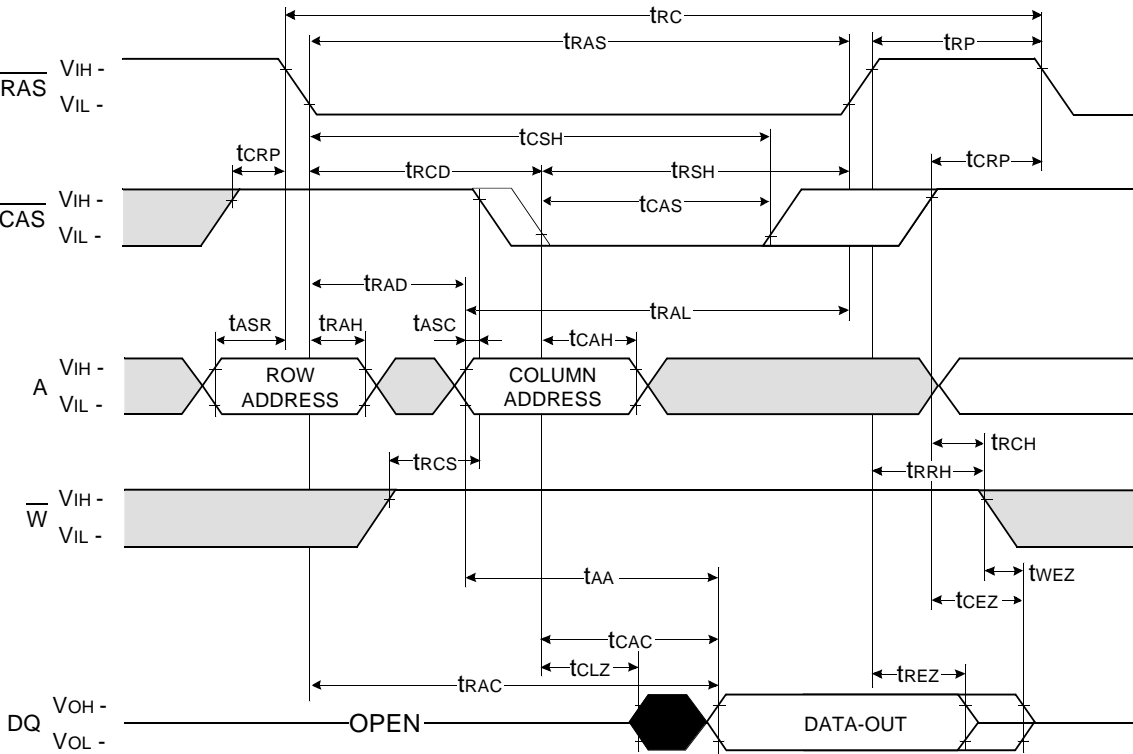 tRC
tRAS
tRP
RAS
VIH -
VIL -
tCSH
tCRP
tRCD
tRSH
tCRP
CAS
VIH -
VIL -
tCAS
tRAD
tRAL
tASR
tRAH
tASC
tCAH
A
VIH -
VIL -
ROW
ADDRESS
COLUMN
ADDRESS
tRCH
tRCS
tRRH
W
VIH -
VIL -
tAA
tWEZ
tCEZ
tCAC
tCLZ
tRAC
tREZ
DQ
VOH -
VOL -
OPEN
DATA-OUT